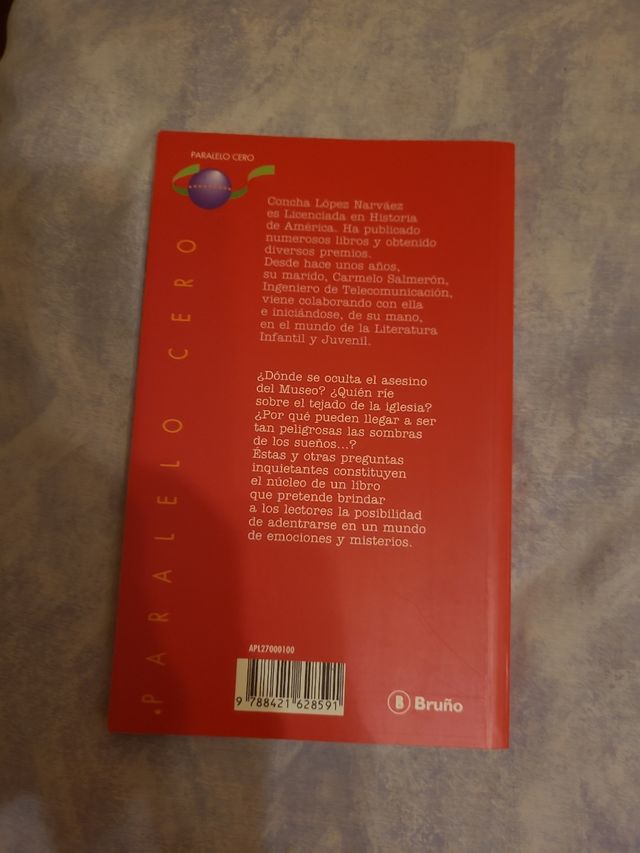 PARALELO CERO
Concha López Narváez
es Licenciada en Historia
de América. Ha publicado
numerosos libros y obtenido
diversos premios.
Desde hace unos años,
su marido, Carmelo Salmerón,
Ingeniero de Telecomunicación,
viene colaborando con ella
e iniciándose, de su mano,
en el mundo de la Literatura
Infantil y Juvenil.
¿Dónde se oculta el asesino
del Museo? ¿Quién ríe
sobre el tejado de la iglesia?
¿Por qué pueden llegar a ser
tan peligrosas las sombras
de los sueños...?
Éstas y otras preguntas
inquietantes constituyen
el núcleo de un libro
que pretende brindar
a los lectores la posibilidad
de adentrarse en un mundo
de emociones y misterios.
PARALELO CERO
APL27000100
9 788421 628591
B Bruño